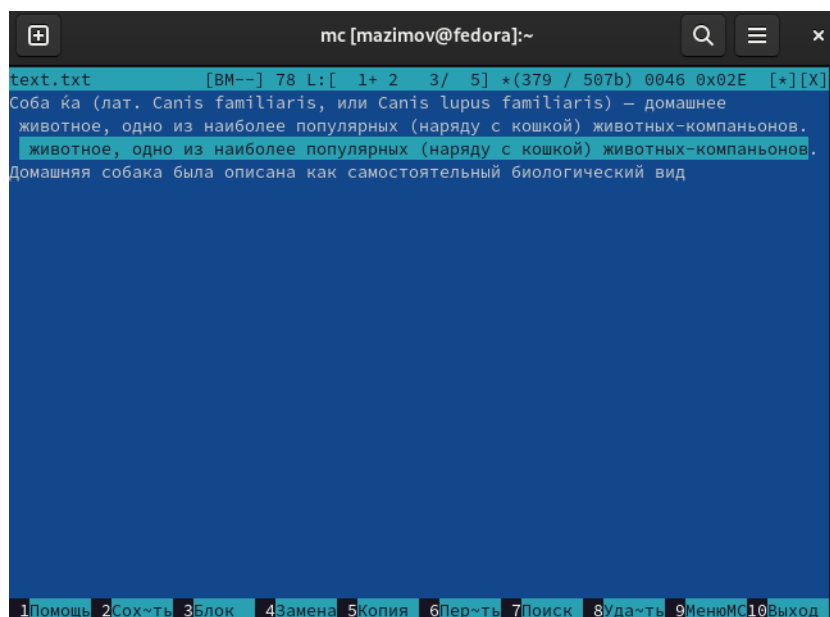 mc [mazimov@fedora]:~
text.txt [BM--] 78 L:[ 1+ 2 3/ 5] *(379 / 507b) 0046 0x02E [*][X]
Соба ќа (лат. Canis familiaris, или Canis lupus familiaris) — домашнее
животное, одно из наиболее популярных (наряду с кошкой) животных-компаньонов.
животное, одно из наиболее популярных (наряду с кошкой) животных-компаньонов.
Домашняя собака была описана как самостоятельный биологический вид
1Помощь 2Сох~ть 3Блок 4Замена 5Копия 6Пер~ть 7Поиск 8Уда~ть 9МенюMC10Выход